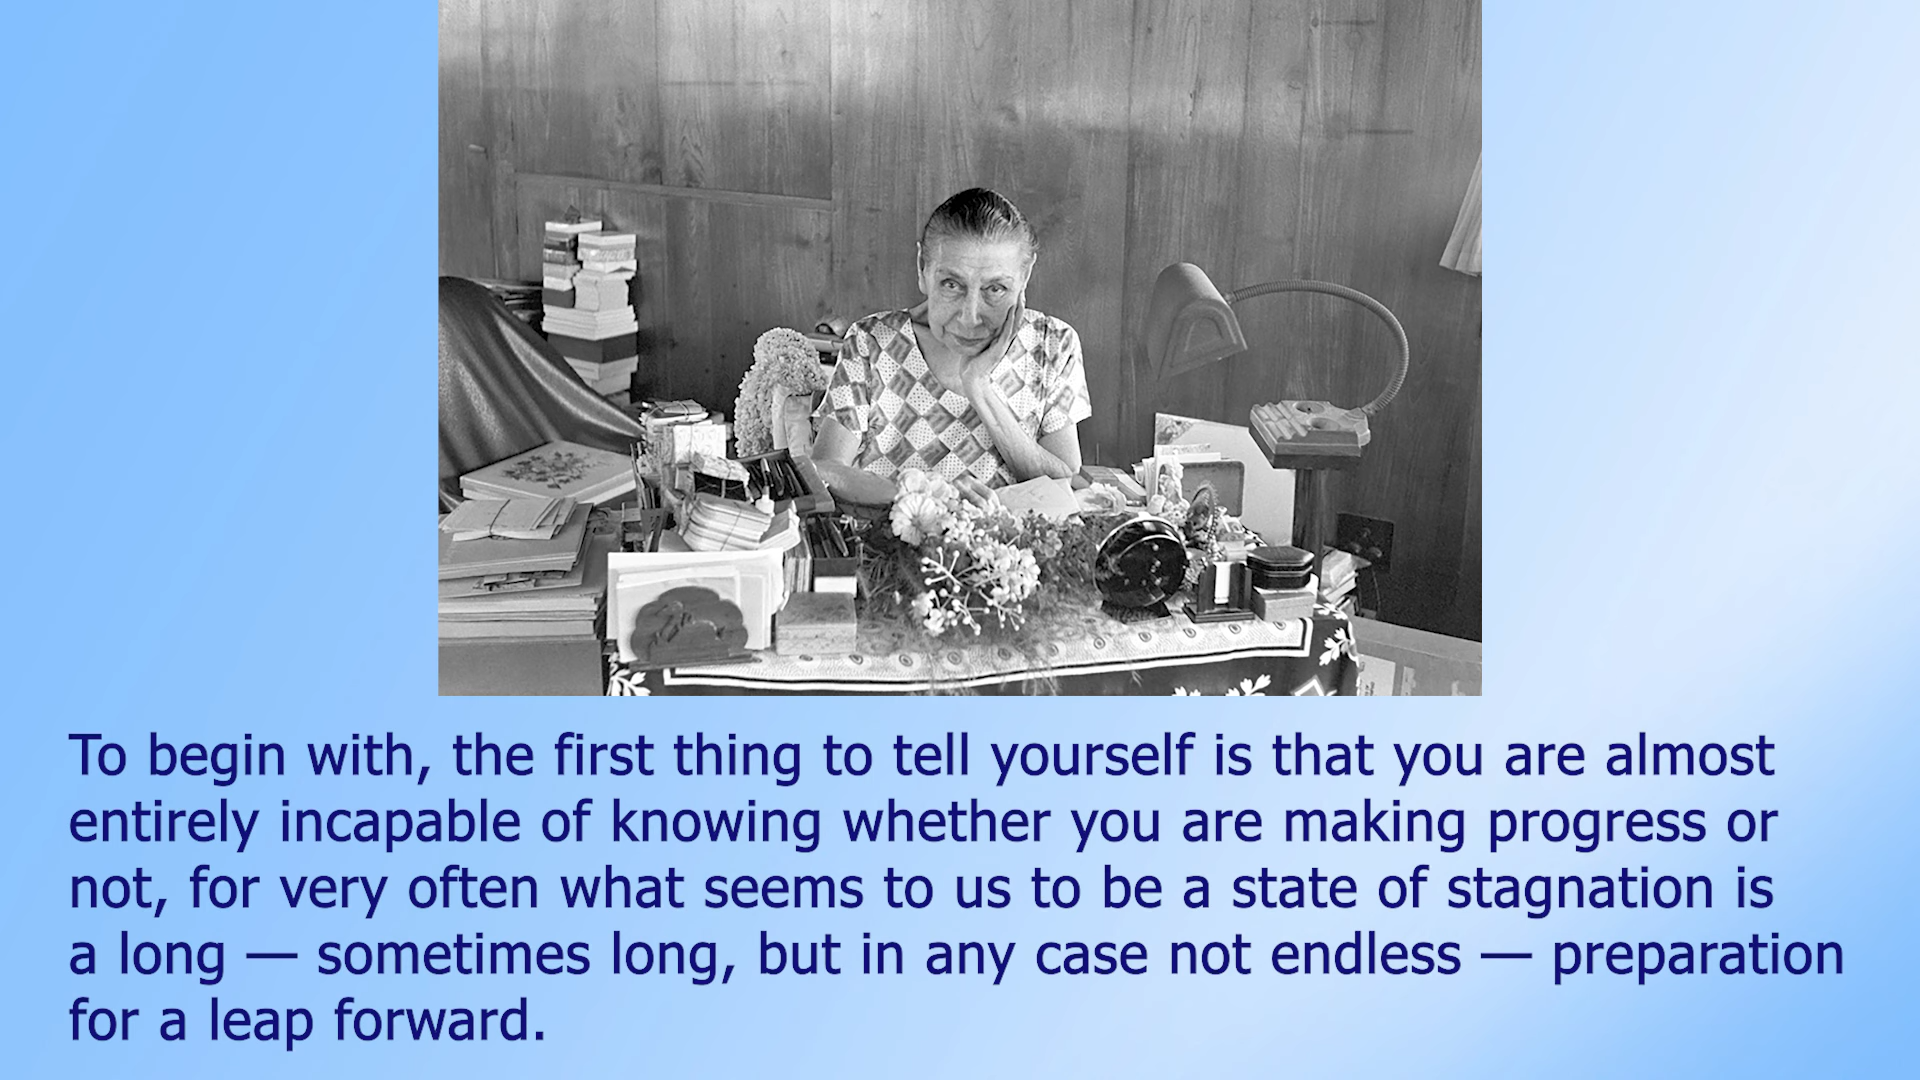 To begin with, the first thing to tell yourself is that you are almost
entirely incapable of knowing whether you are making progress or
not, for very often what seems to us to be a state of stagnation is
a long — sometimes long, but in any case not endless — preparation
for a leap forward.